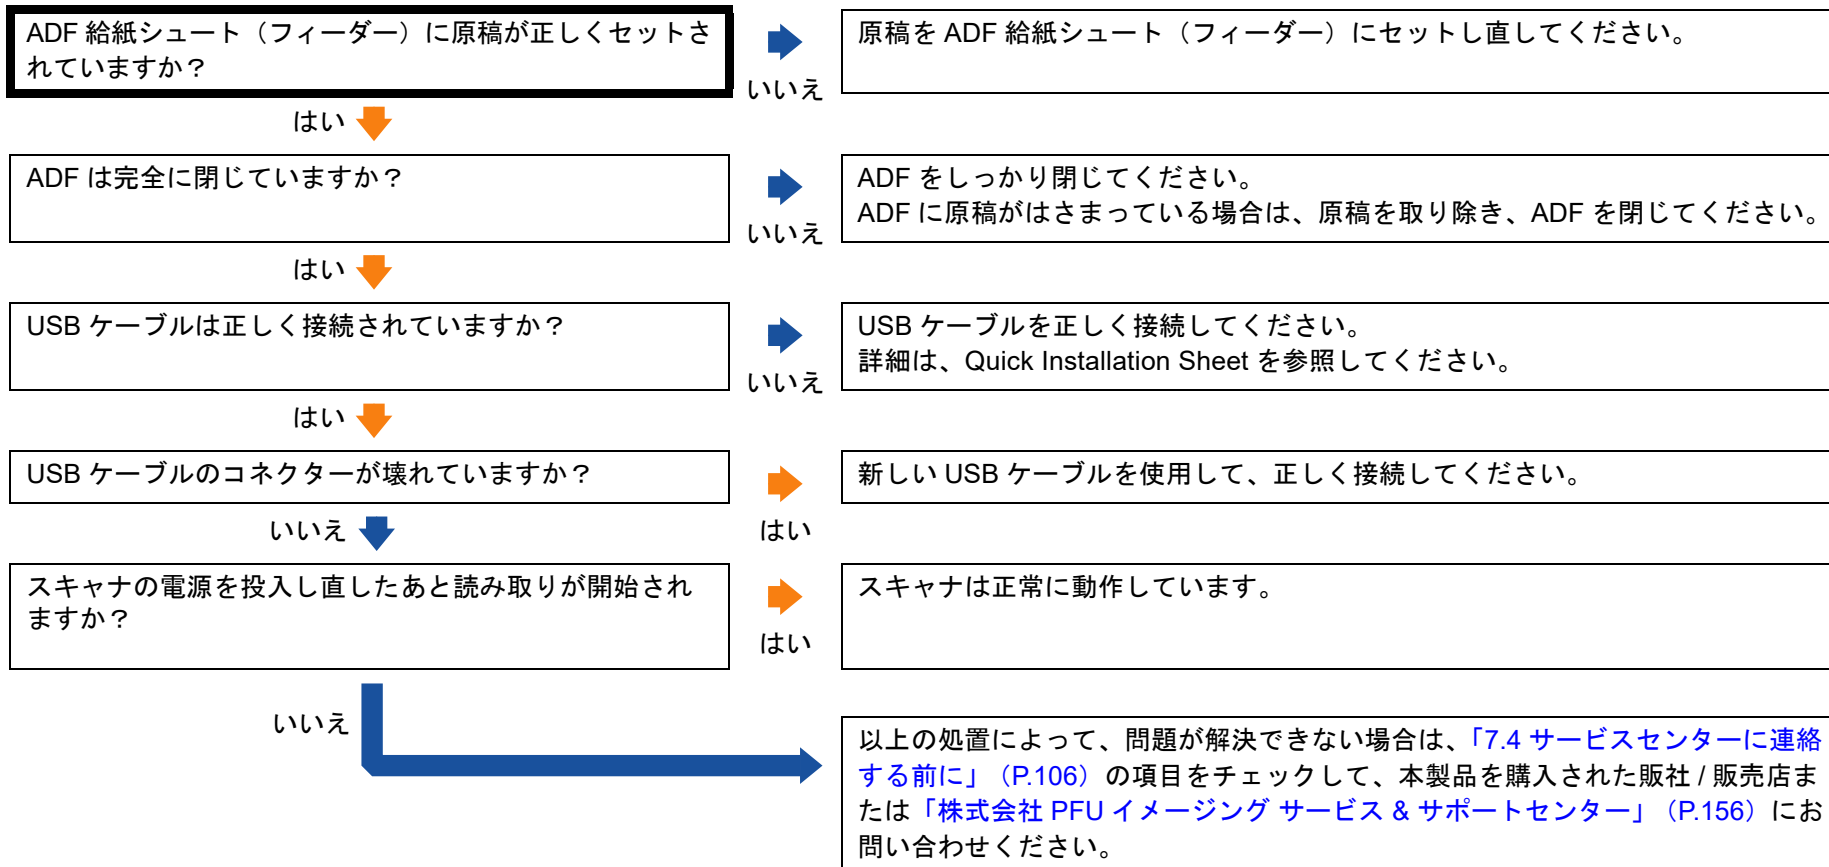 ADF 給紙シュート（フィーダー）に原稿が正しくセットさ
れていますか？
いいえ
原稿を ADF 給紙シュート（フィーダー）にセットし直してください。
はい
ADF は完全に閉じていますか？
いいえ
ADF をしっかり閉じてください。
ADF に原稿がはさまっている場合は、原稿を取り除き、ADF を閉じてください。
はい
USB ケーブルは正しく接続されていますか？
いいえ
USB ケーブルを正しく接続してください。
詳細は、Quick Installation Sheet を参照してください。
はい
USB ケーブルのコネクターが壊れていますか？
はい
新しい USB ケーブルを使用して、正しく接続してください。
いいえ
スキャナの電源を投入し直したあと読み取りが開始され
ますか？
はい
スキャナは正常に動作しています。
いいえ
以上の処置によって、問題が解決できない場合は、「7.4 サービスセンターに連絡
する前に」（P.106）の項目をチェックして、本製品を購入された販社 / 販売店ま
たは「株式会社 PFU イメージング サービス & サポートセンター」（P.156）にお
問い合わせください。